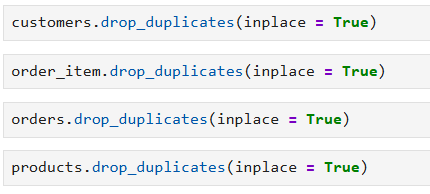 customers.drop_duplicates(inplace = True)
order_item.drop_duplicates(inplace = True)
orders.drop_duplicates(inplace = True)
products.drop_duplicates(inplace = True)